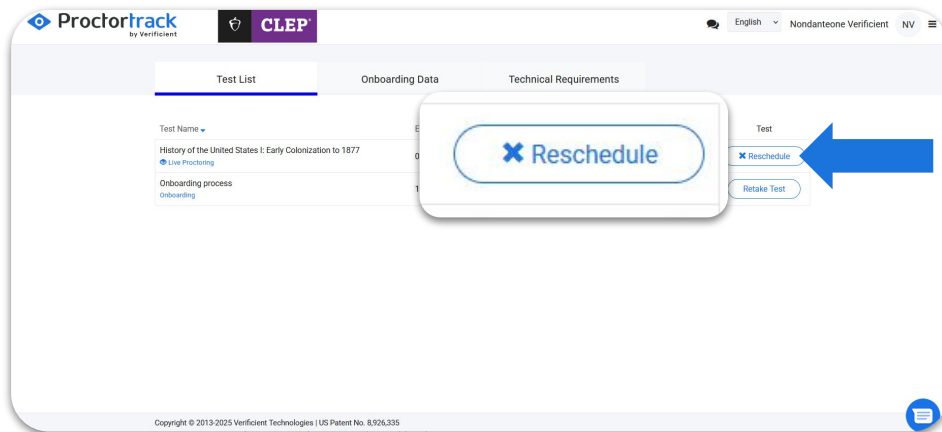 Proctortrack
by Verificient
CLEP
English
Nondanteone Verificient
NV
Test List
Onboarding Data
Technical Requirements
Test Name
Test
History of the United States I: Early Colonization to 1877
Live Proctoring
Reschedule
Reschedule
Onboarding process
Onboarding
Retake Test
Copyright © 2013-2025 Verificient Technologies | US Patent No. 8,926,335